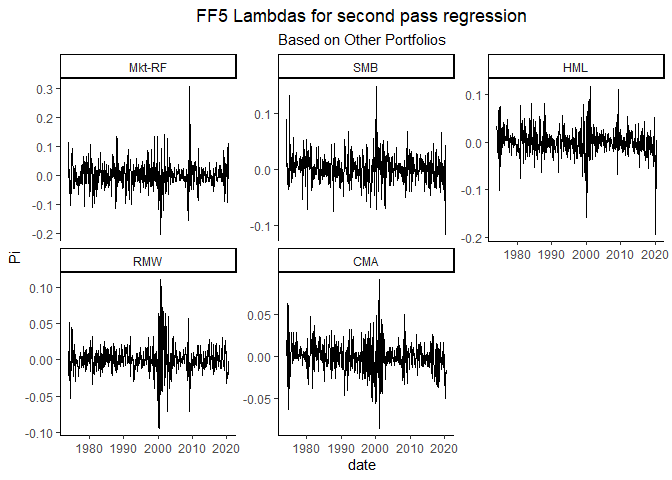 FF5 Lambdas for second pass regression
Based on Other Portfolios
Mkt-RF
SMB
HML
0.3
0.2
0.1
0.0
-0.1
-0.2
0.1
0.0
-0.1
0.1
0.0
-0.1
-0.2
1980 1990 2000 2010 2020
RMW
CMA
0.10
0.05
0.00
-0.05
-0.10
0.05
0.00
-0.05
1980 1990 2000 2010 2020
1980 1990 2000 2010 2020
Pi
date